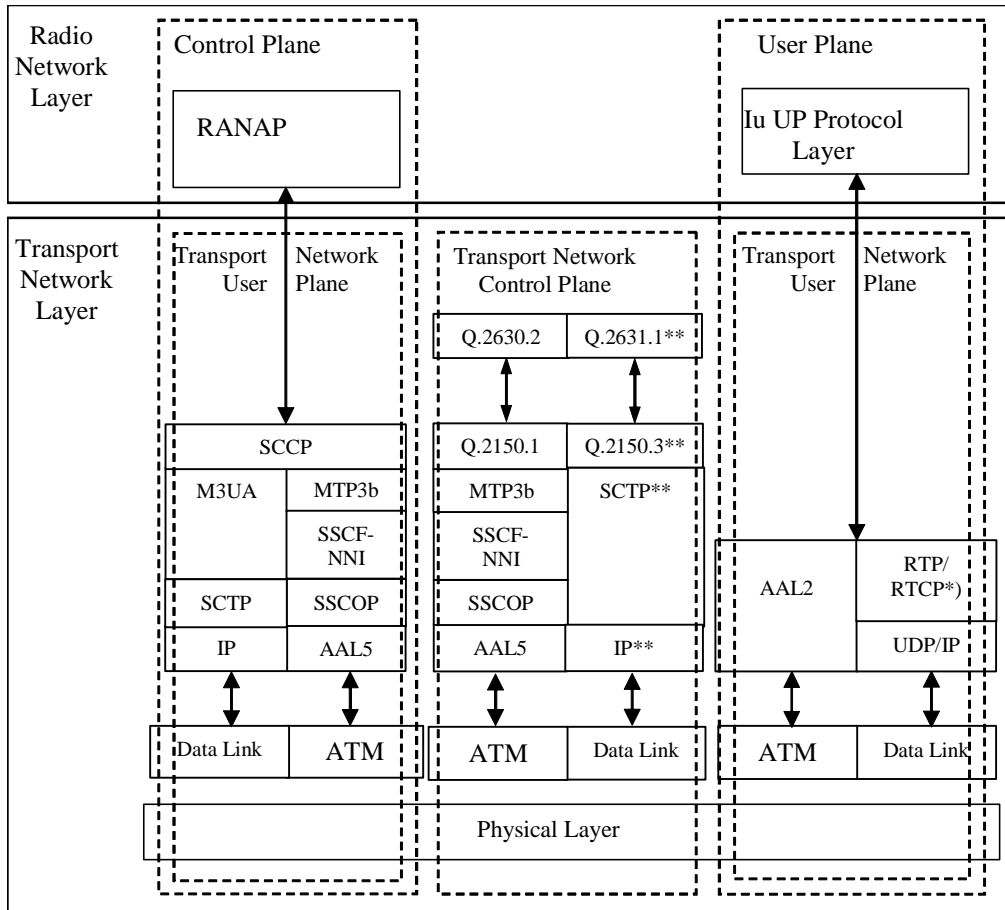 Radio
Network
Layer
Control Plane
User Plane
RANAP
Iu UP Protocol
Layer
Transport
Network
Layer
Transport Network
User Plane
Transport Network
Control Plane
Transport Network
User Plane
Q.2630.2
Q.2631.1**
SCCP
Q.2150.1
Q.2150.3**
M3UA
MTP3b
MTP3b
SCTP**
SSCF-
NNI
SSCF-
NNI
AAL2
RTP/
RTCP*)
SCTP
SSCOP
SSCOP
IP
AAL5
AAL5
IP**
UDP/IP
Data Link
ATM
ATM
Data Link
ATM
Data Link
Physical Layer